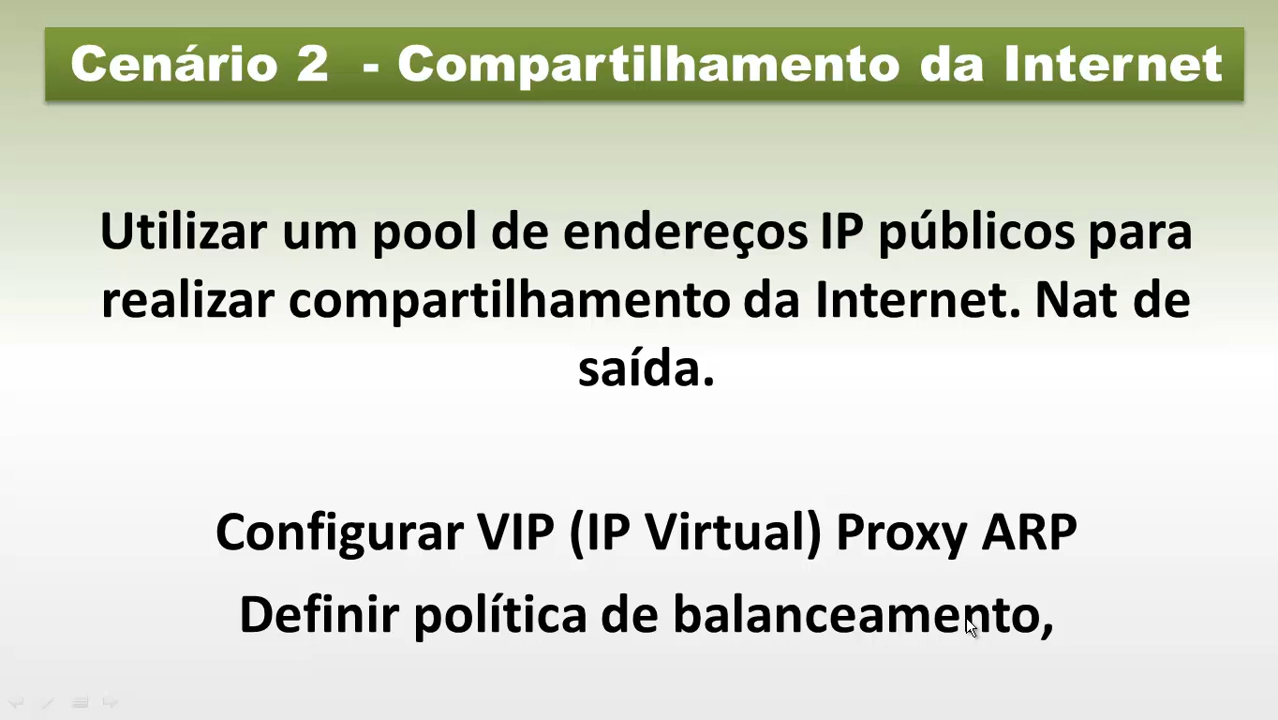 Cenário 2 - Compartilhamento da Internet
Utilizar um pool de endereços IP públicos para
realizar compartilhamento da Internet. Nat de
saída.
Configurar VIP (IP Virtual) Proxy ARP
Definir política de balanceamento,